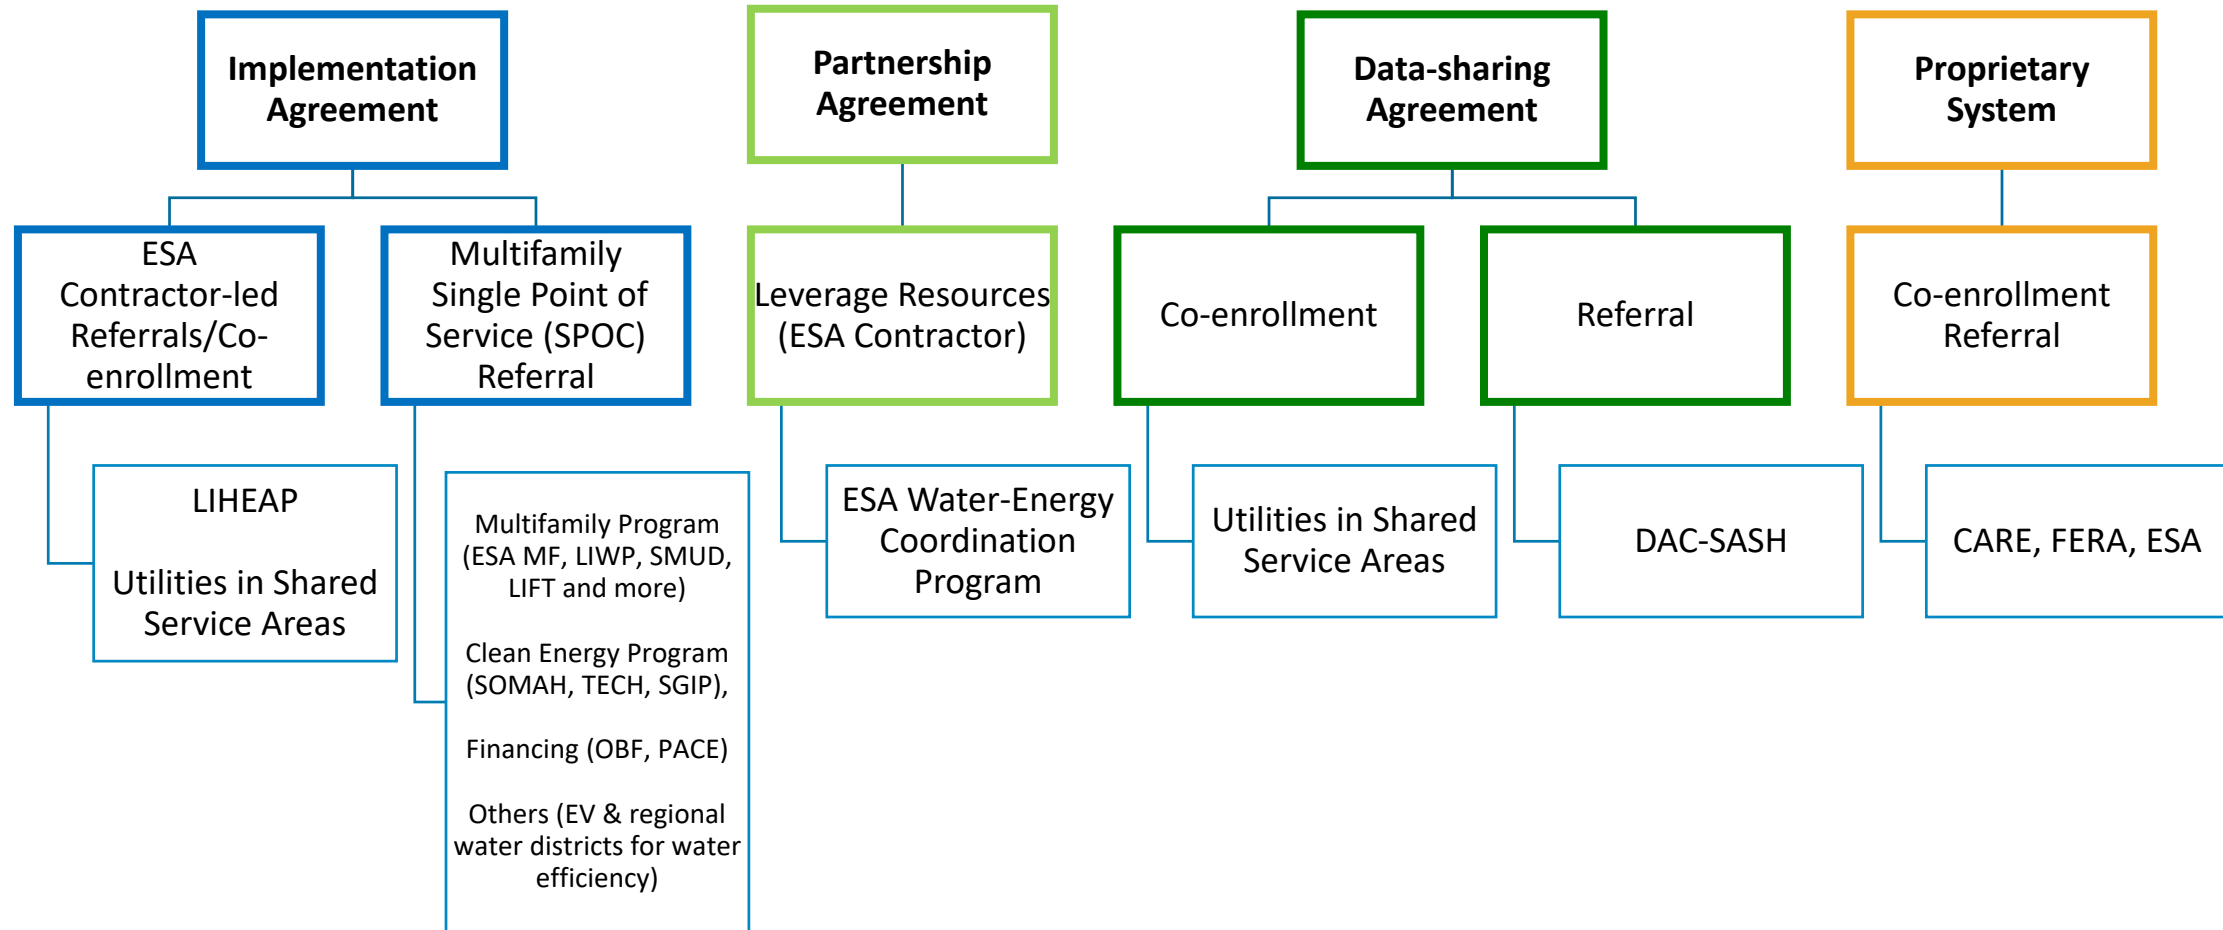 Implementation
Agreement
Partnership
Agreement
Data-sharing
Agreement
Proprietary
System
ESA
Contractor-led
Referrals/Co-
enrollment
Multifamily
Single Point of
Service (SPOC)
Referral
Leverage Resources
(ESA Contractor)
Co-enrollment
Referral
Co-enrollment
Referral
LIHEAP
Utilities in Shared
Service Areas
Multifamily Program
(ESA MF, LIWP, SMUD,
LIFT and more)
Clean Energy Program
(SOMAH, TECH, SGIP),
Financing (OBF, PACE)
Others (EV & regional
water districts for water
efficiency)
ESA Water-Energy
Coordination
Program
Utilities in Shared
Service Areas
DAC-SASH
CARE, FERA, ESA